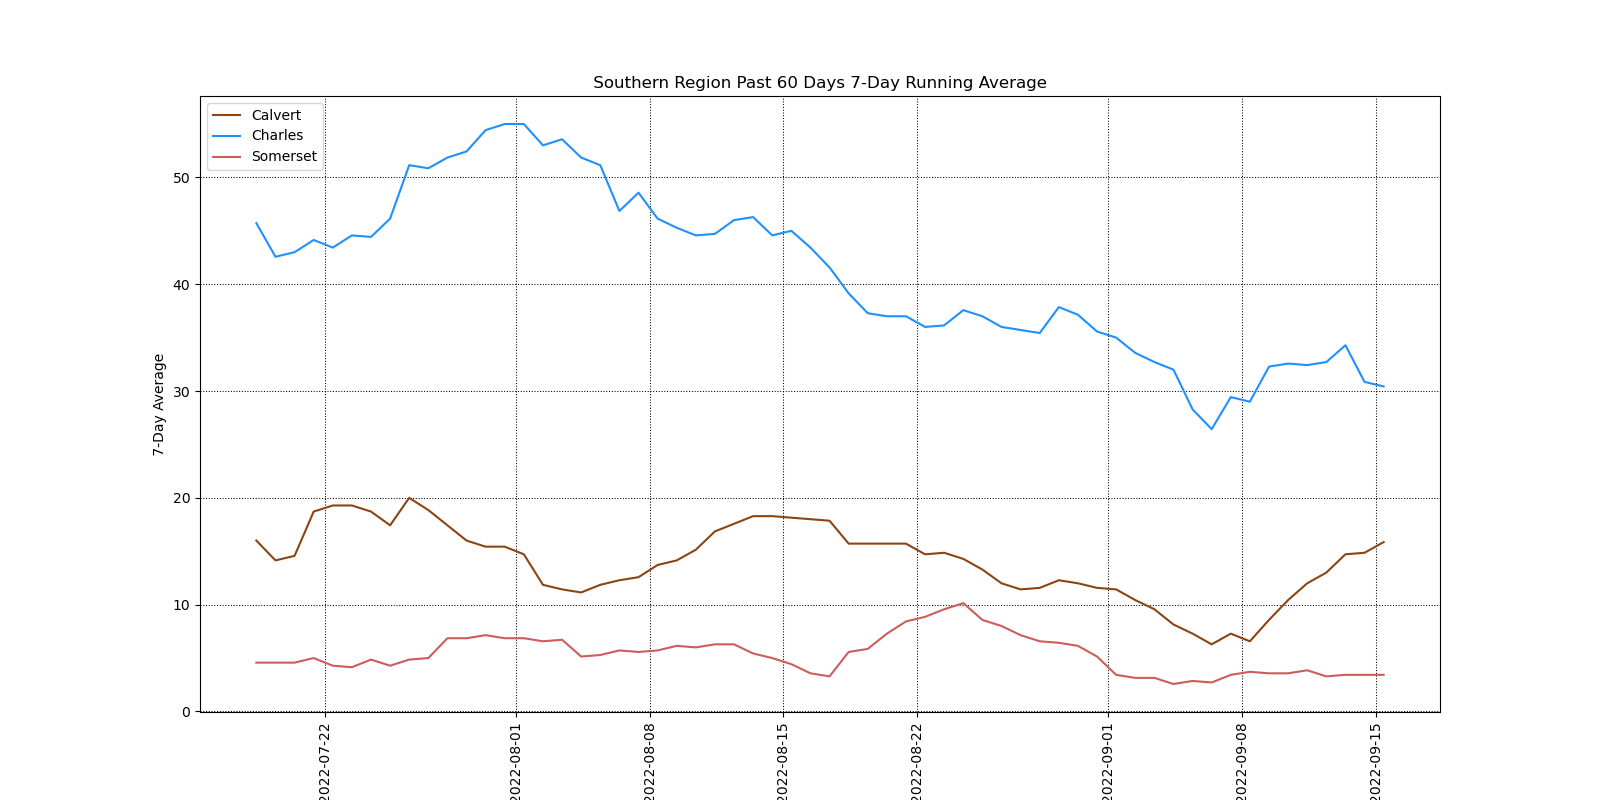 Southern Region Past 60 Days 7-Day Running Average
Calvert
Charles
Somerset
7-Day Average
50
40
30
20
10
0
2022-07-22
2022-08-01
2022-08-08
2022-08-15
2022-08-22
2022-09-01
2022-09-08
2022-09-15